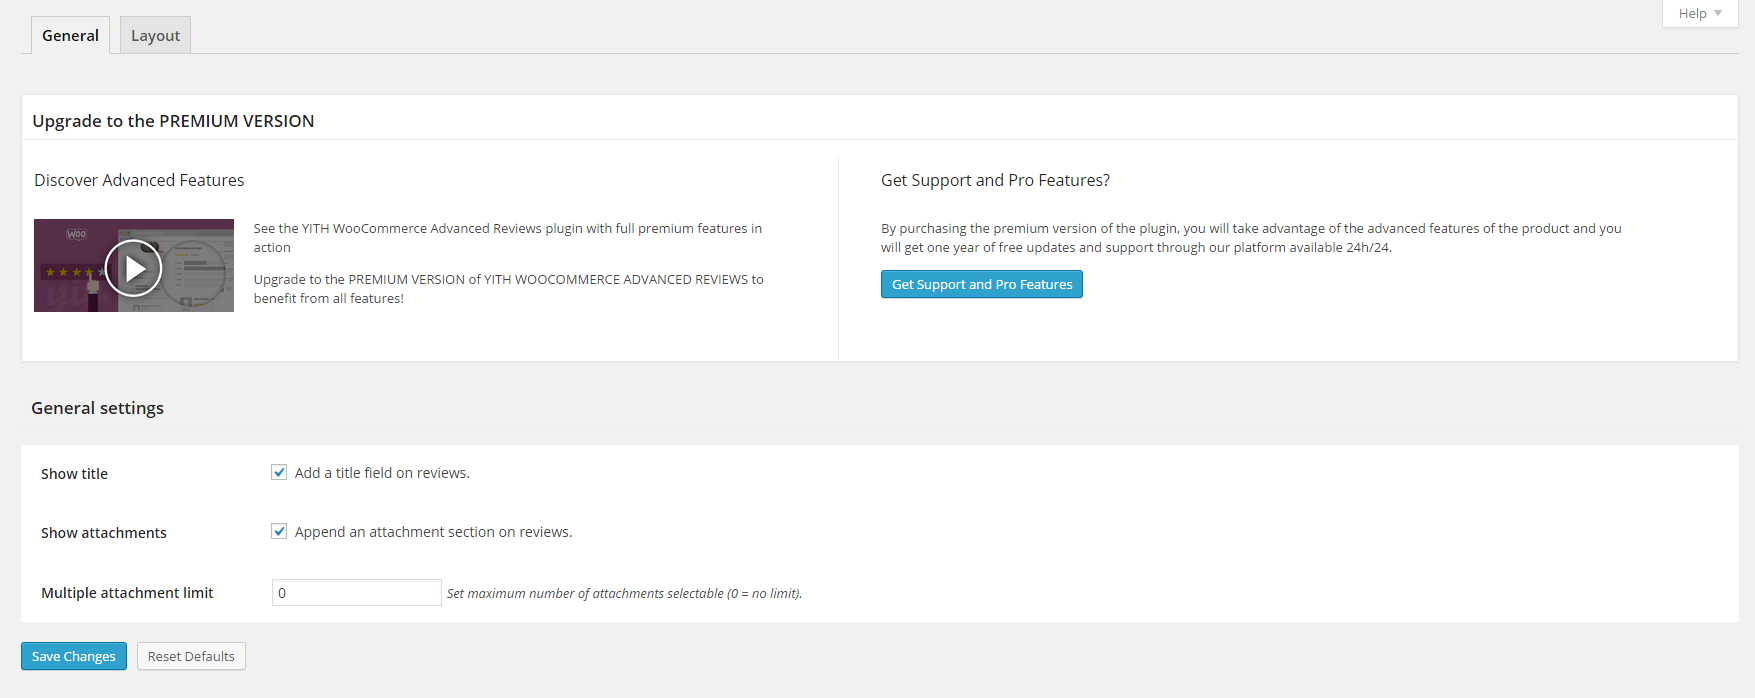 General
Layout
Help
Upgrade to the PREMIUM VERSION
Discover Advanced Features
WOO
See the YITH WooCommerce Advanced Reviews plugin with full premium features in
action
Upgrade to the PREMIUM VERSION of YITH WOOCOMMERCE ADVANCED REVIEWS to
benefit from all features!
Get Support and Pro Features?
By purchasing the premium version of the plugin, you will take advantage of the advanced features of the product and you
will get one year of free updates and support through our platform available 24h/24.
Get Support and Pro Features
General settings
Show title
Add a title field on reviews.
Show attachments
Append an attachment section on reviews.
Multiple attachment limit
0
Set maximum number of attachments selectable (0 = no limit).
Save Changes
Reset Defaults